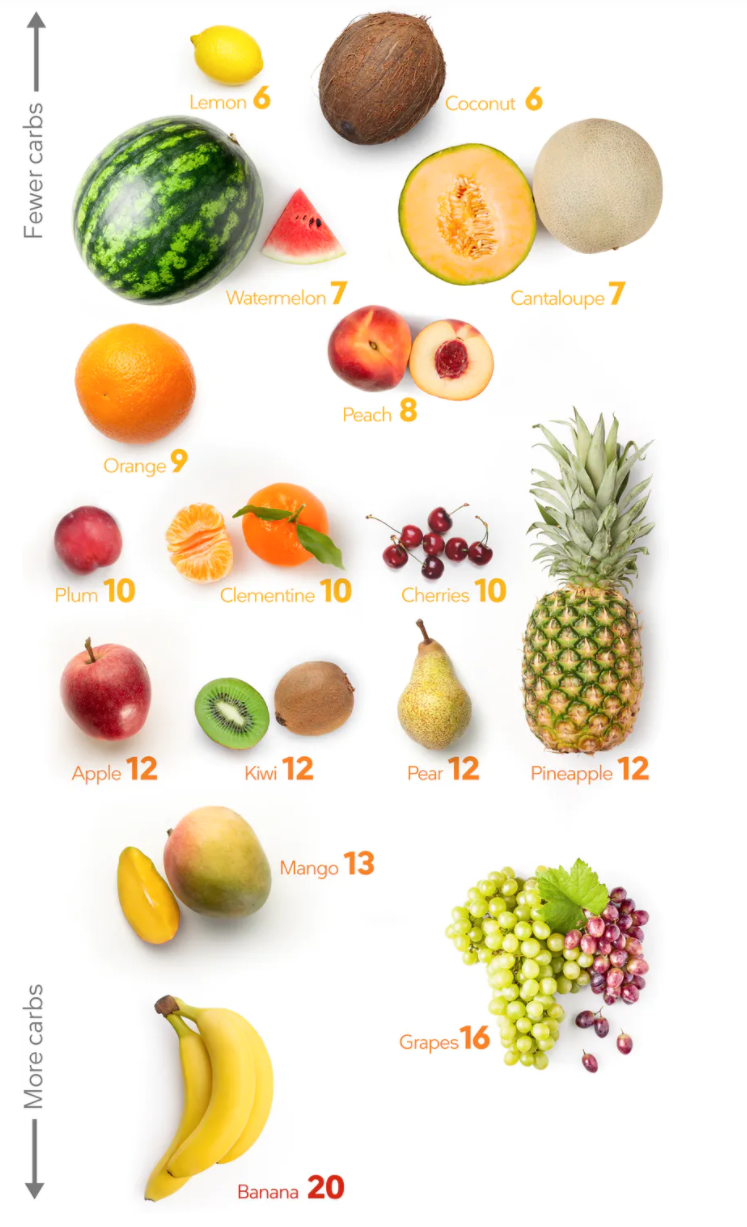 Fewer carbs
Lemon 6
Coconut 6
Watermelon 7
Cantaloupe 7
Peach 8
Orange 9
Plum 10
Clementine 10
Cherries 10
Apple 12
Kiwi 12
Pear 12
Pineapple 12
Mango 13
Grapes 16
More carbs
Banana 20